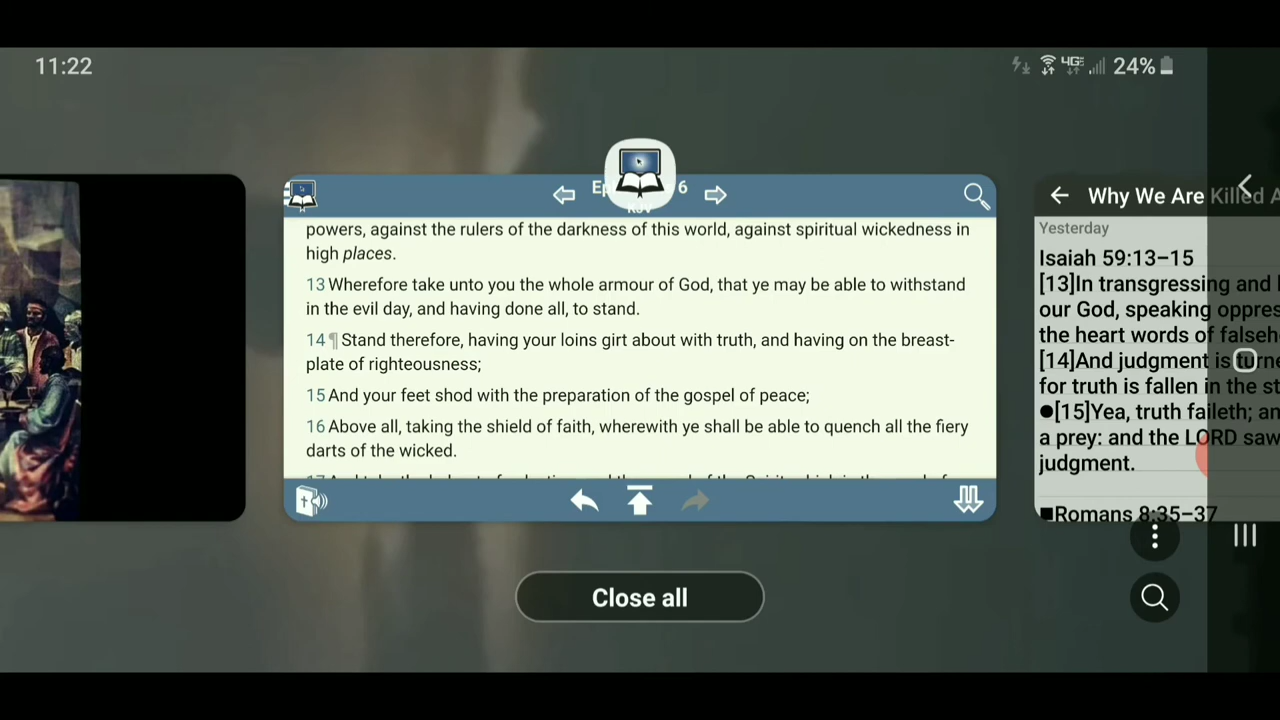 11:22
4GE 24%
Ep 6
powers, against the rulers of the darkness of this world, against spiritual wickedness in
high places.
13 Wherefore take unto you the whole armour of God, that ye may be able to withstand
in the evil day, and having done all, to stand.
14 ¶ Stand therefore, having your loins girt about with truth, and having on the breast-
plate of righteousness;
15 And your feet shod with the preparation of the gospel of peace;
16 Above all, taking the shield of faith, wherewith ye shall be able to quench all the fiery
darts of the wicked.
Why We Are Killed A
Yesterday
Isaiah 59:13–15
[13]In transgressing and
our God, speaking oppres
the heart words of falseh
[14]And judgment is turne
for truth is fallen in the st
●[15]Yea, truth faileth; an
a prey: and the LORD saw
judgment.
■Romans 8:35–37
Close all